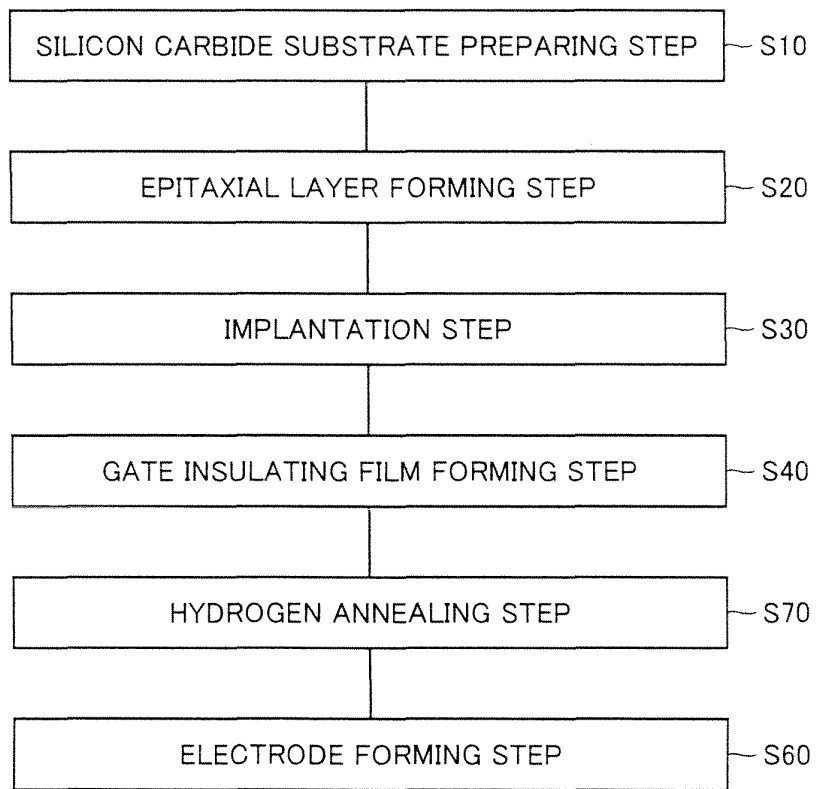 SILICON CARBIDE SUBSTRATE PREPARING STEP S10
EPITAXIAL LAYER FORMING STEP S20
IMPLANTATION STEP S30
GATE INSULATING FILM FORMING STEP S40
HYDROGEN ANNEALING STEP S70
ELECTRODE FORMING STEP S60